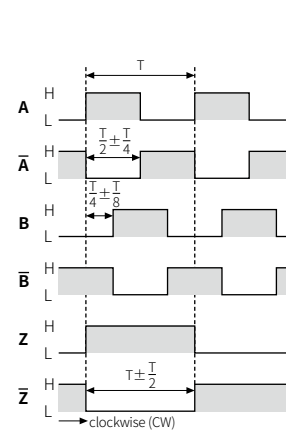 T
H
A
L
T/2 ± T/4
H
A̅
L
T/4 ± T/8
H
B
L
H
B̅
L
H
Z
L
T ± T/2
H
Z̅
L
clockwise (CW)